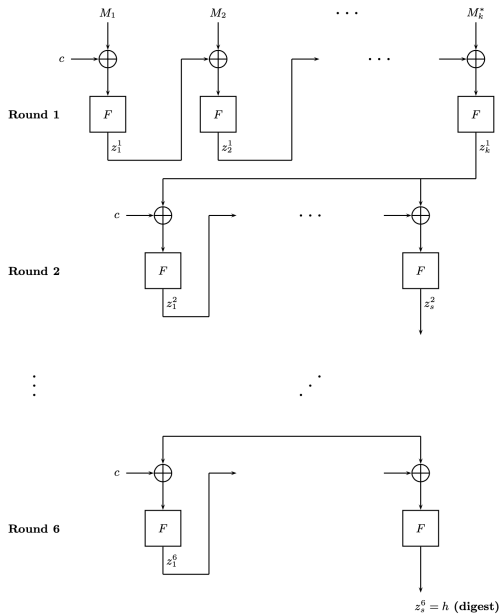 M₁ M₂ · · · M*ₖ
c · · ·
Round 1 F F F
z¹₁ z¹₂ z¹ₖ
c · · ·
Round 2 F F
z²₁ z²ₛ
c
Round 6 F F
z⁶₁
z⁶ₛ = h (digest)